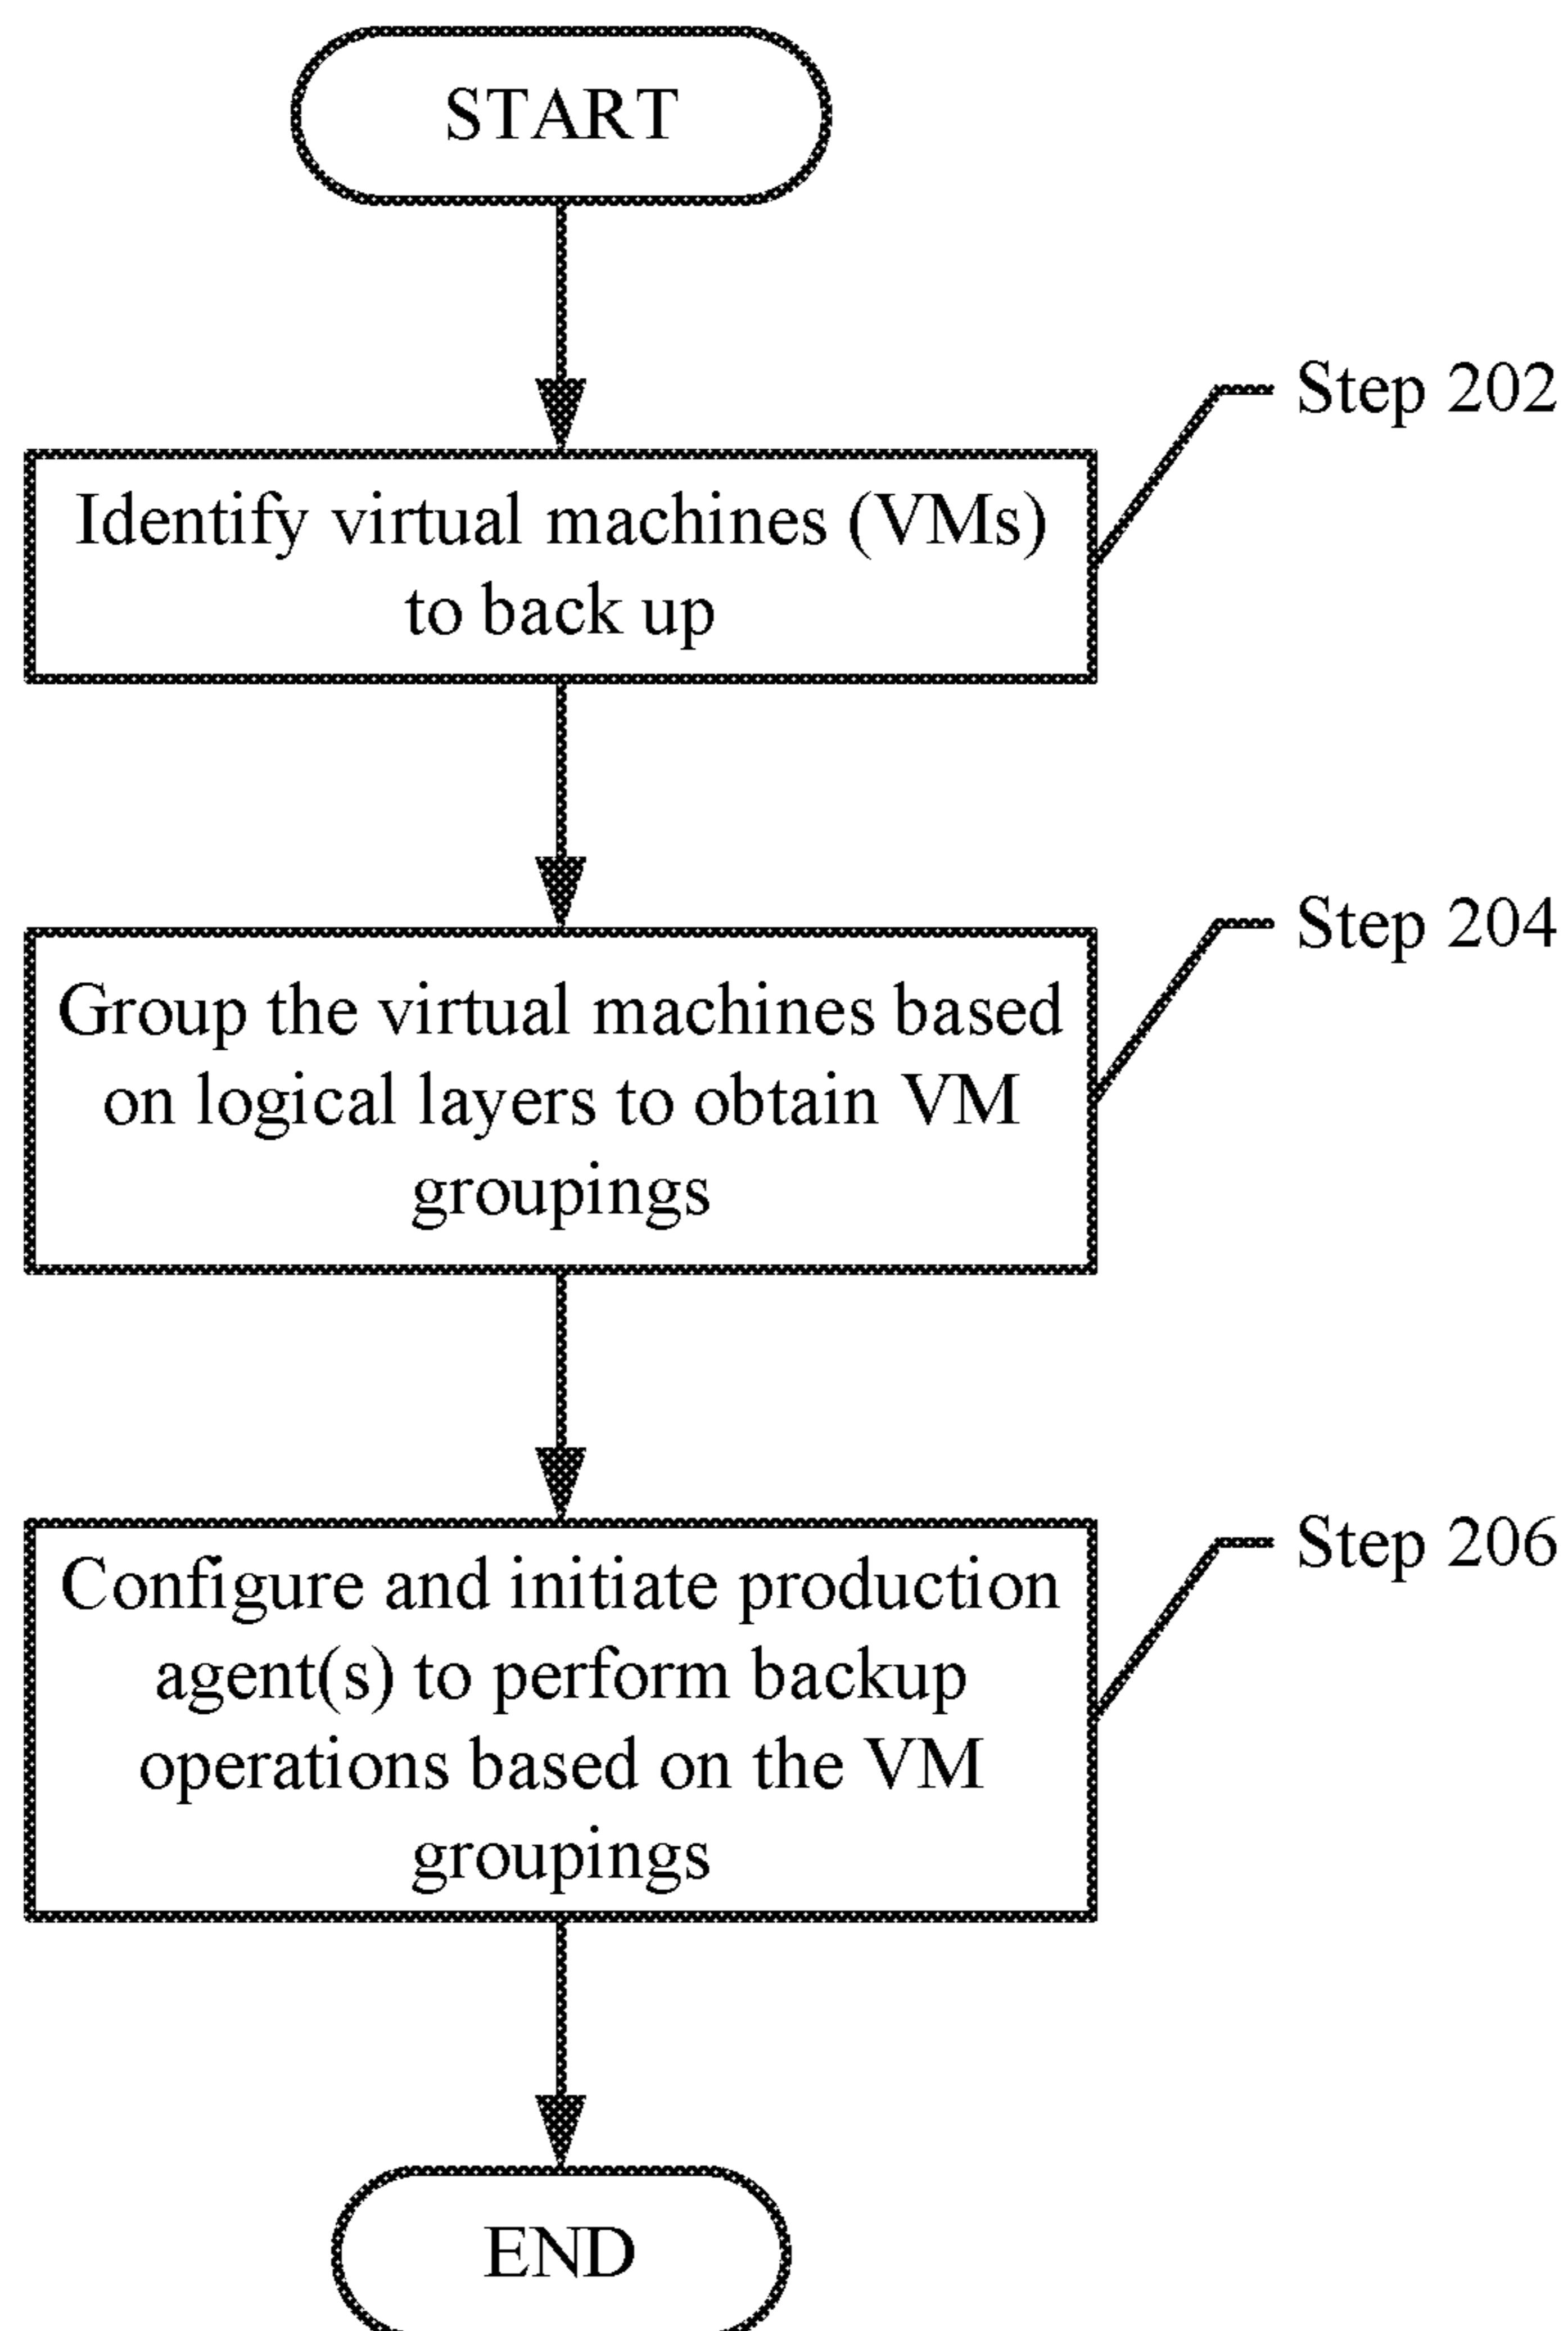 START
Step 202
Identify virtual machines (VMs)
to back up
Step 204
Group the virtual machines based
on logical layers to obtain VM
groupings
Step 206
Configure and initiate production
agent(s) to perform backup
operations based on the VM
groupings
END